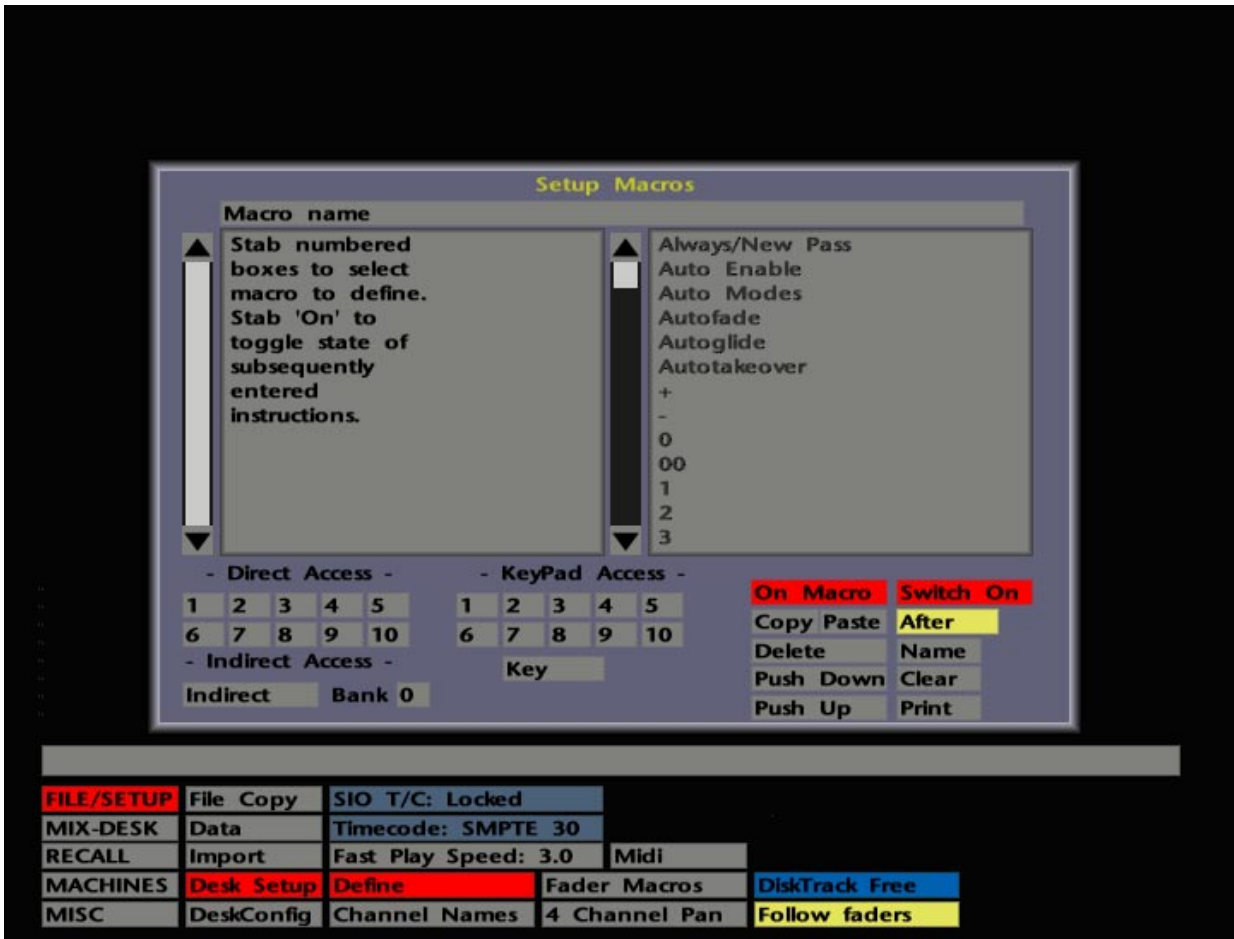 Setup Macros
Macro name
Stab numbered
boxes to select
macro to define.
Stab 'On' to
toggle state of
subsequently
entered
instructions.
Always/New Pass
Auto Enable
Auto Modes
Autofade
Autoglide
Autotakeover
+
-
0
00
1
2
3
- Direct Access -
1 2 3 4 5
6 7 8 9 10
- Indirect Access -
Indirect Bank 0
- KeyPad Access -
1 2 3 4 5
6 7 8 9 10
Key
On Macro Switch On
Copy Paste After
Delete Name
Push Down Clear
Push Up Print
FILE/SETUP File Copy SIO T/C: Locked
MIX-DESK Data Timecode: SMPTE 30
RECALL Import Fast Play Speed: 3.0 Midi
MACHINES Desk Setup Define Fader Macros DiskTrack Free
MISC DeskConfig Channel Names 4 Channel Pan Follow faders